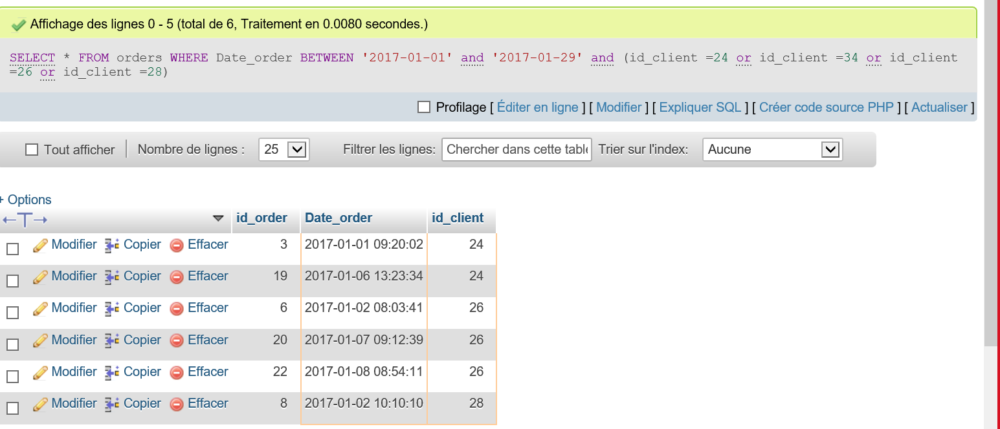 Affichage des lignes 0 - 5 (total de 6, Traitement en 0.0080 secondes.)
SELECT * FROM orders WHERE Date_order BETWEEN '2017-01-01' and '2017-01-29' and (id_client =24 or id_client =34 or id_client
=26 or id_client =28)
Profilage [ Éditer en ligne ] [ Modifier ] [ Expliquer SQL ] [ Créer code source PHP ] [ Actualiser ]
Tout afficher Nombre de lignes : 25 Filtrer les lignes: Chercher dans cette table Trier sur l'index: Aucune
+ Options
←T→ id_order Date_order id_client
Modifier Copier Effacer 3 2017-01-01 09:20:02 24
Modifier Copier Effacer 19 2017-01-06 13:23:34 24
Modifier Copier Effacer 6 2017-01-02 08:03:41 26
Modifier Copier Effacer 20 2017-01-07 09:12:39 26
Modifier Copier Effacer 22 2017-01-08 08:54:11 26
Modifier Copier Effacer 8 2017-01-02 10:10:10 28